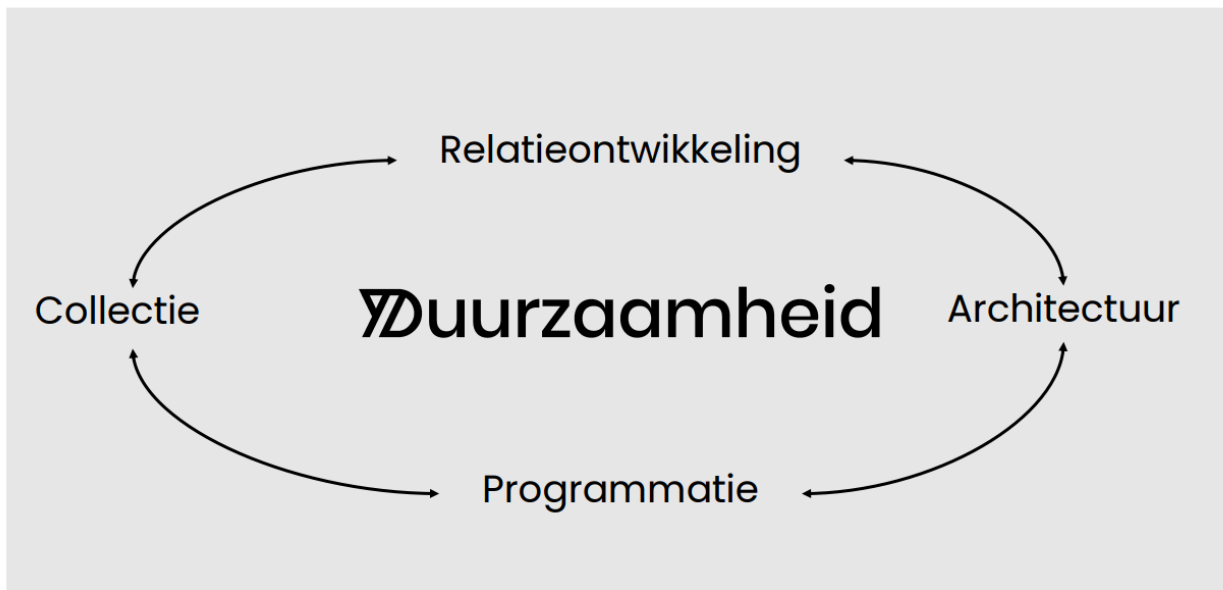 Relatieontwikkeling
Collectie
Duurzaamheid
Architectuur
Programmatie